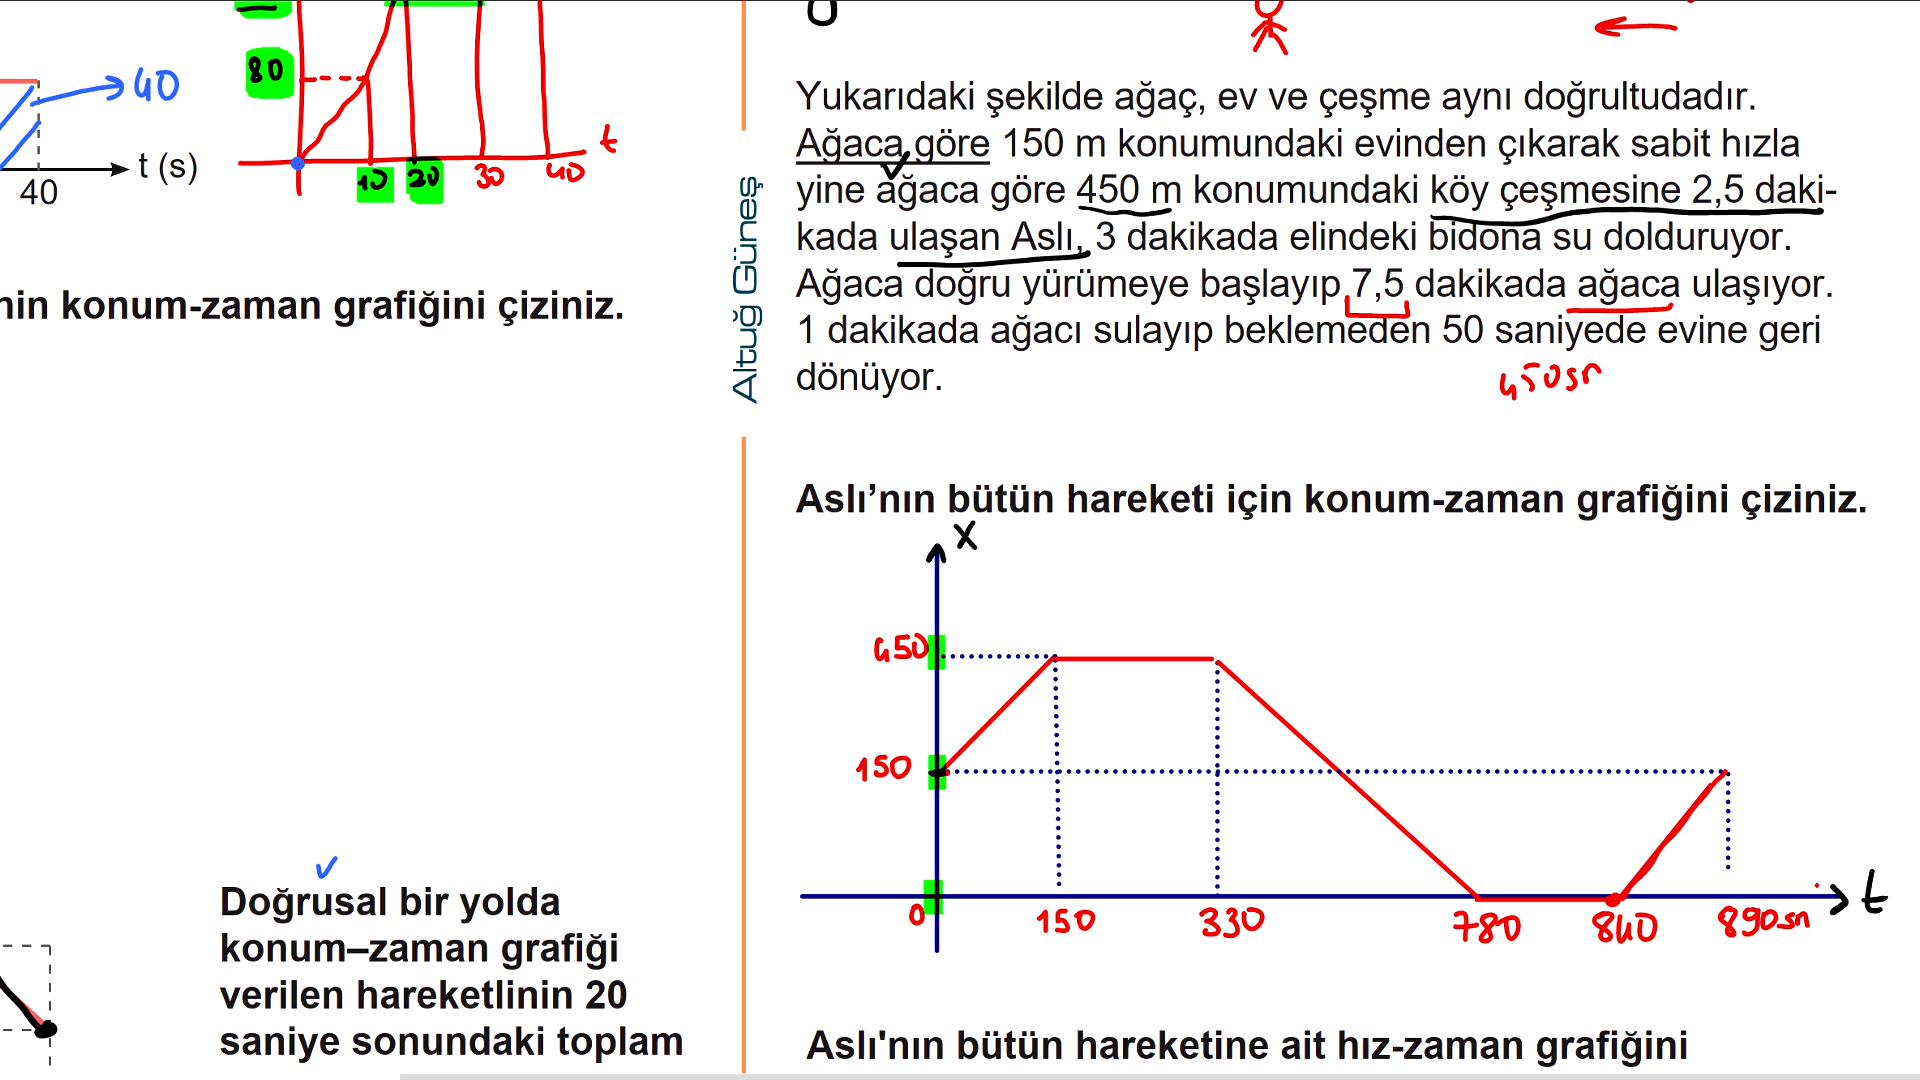 80
40
t (s)
40
t
10
20
30
40
nin konum-zaman grafiğini çiziniz.
Doğrusal bir yolda
konum–zaman grafiği
verilen hareketlinin 20
saniye sonundaki toplam
Altuğ Güneş
Yukarıdaki şekilde ağaç, ev ve çeşme aynı doğrultudadır.
Ağaca göre 150 m konumundaki evinden çıkarak sabit hızla
yine ağaca göre 450 m konumundaki köy çeşmesine 2,5 daki-
kada ulaşan Aslı, 3 dakikada elindeki bidona su dolduruyor.
Ağaca doğru yürümeye başlayıp 7,5 dakikada ağaca ulaşıyor.
1 dakikada ağacı sulayıp beklemeden 50 saniyede evine geri
dönüyor.
450sn
Aslı’nın bütün hareketi için konum-zaman grafiğini çiziniz.
x
450
150
0
150
330
780
840
890sn
t
Aslı'nın bütün hareketine ait hız-zaman grafiğini